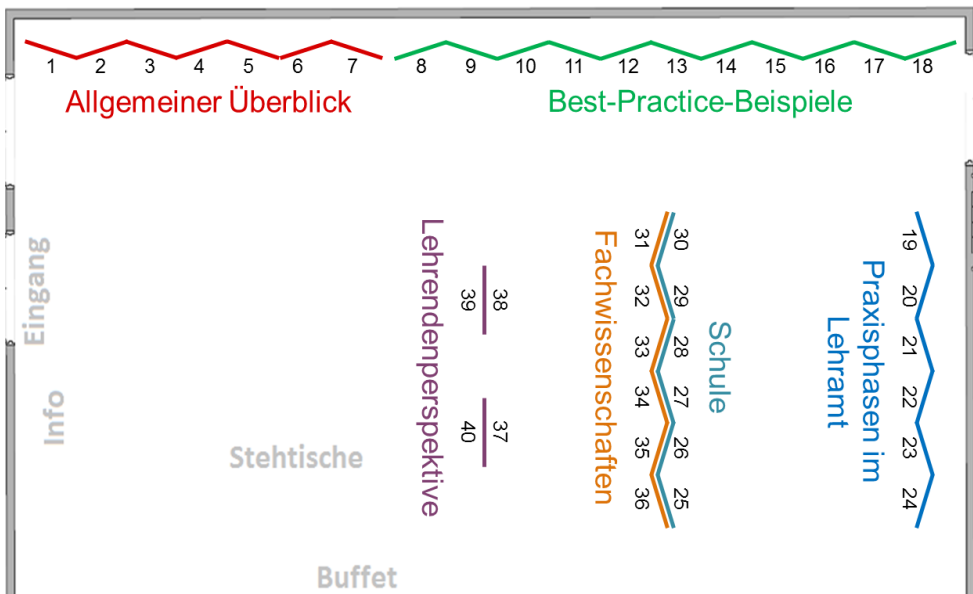 1 2 3 4 5 6 7 8 9 10 11 12 13 14 15 16 17 18
Allgemeiner Überblick
Best-Practice-Beispiele
Eingang
Info
Stehtische
Buffet
Lehrendenperspektive
39 38
40 37
Fachwissenschaften
31 30
32 29
33 28
34 27
35 26
36 25
Schule
Praxisphasen im
Lehramt
19
20
21
22
23
24